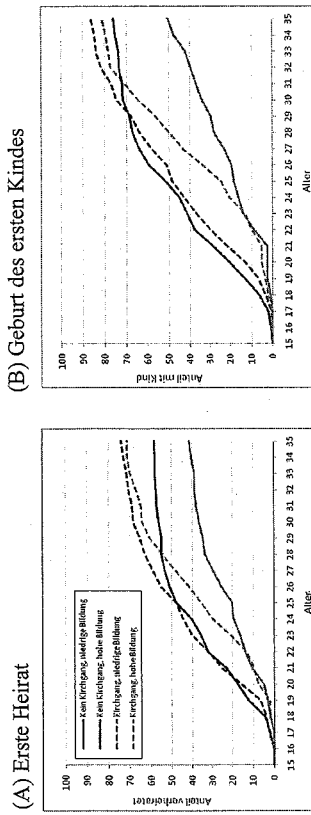 (A) Erste Heirat
Anteil verheiratet
100
90
80
70
60
50
40
30
20
10
0
Kein Kirchgang, niedrige Bildung
Kein Kirchgang, hohe Bildung
Kirchgang, niedrige Bildung
Kirchgang, hohe Bildung
15 16 17 18 19 20 21 22 23 24 25 26 27 28 29 30 31 32 33 34 35
Alter
(B) Geburt des ersten Kindes
Anteil mit Kind
100
90
80
70
60
50
40
30
20
10
0
15 16 17 18 19 20 21 22 23 24 25 26 27 28 29 30 31 32 33 34 35
Alter